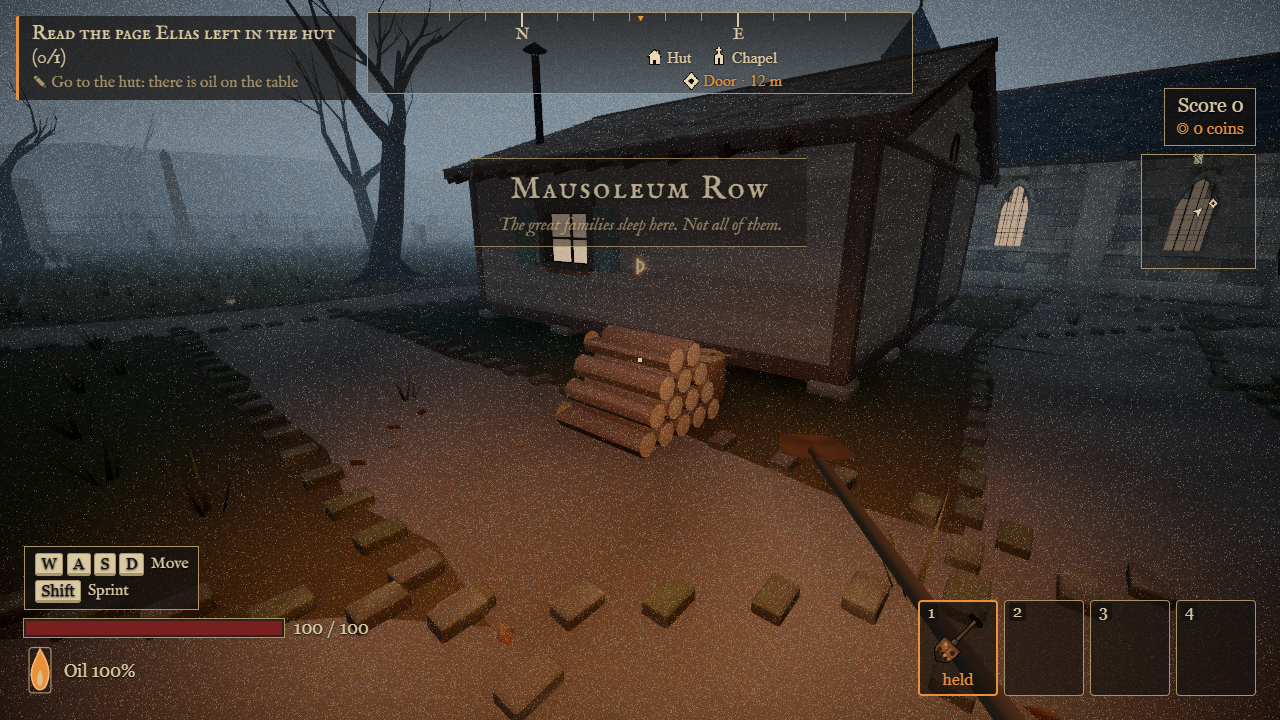 Read the page Elias left in the hut
(0/1)
Go to the hut: there is oil on the table
N
E
Hut
Chapel
Door · 12 m
Score 0
0 coins
N
Mausoleum Row
The great families sleep here. Not all of them.
W A S D Move
Shift Sprint
100 / 100
Oil 100%
1
2
3
4
held